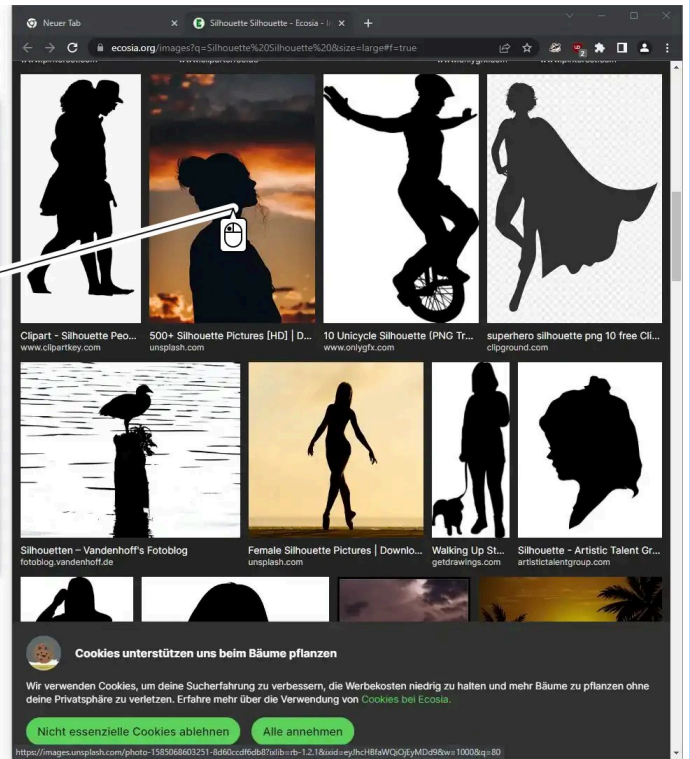 Neuer Tab
Silhouette Silhouette - Ecosia - I
ecosia.org/images?q=Silhouette%20Silhouette%20&size=large#f=true
2
Clipart - Silhouette Peo...
www.clipartkey.com
500+ Silhouette Pictures [HD] | D...
unsplash.com
10 Unicycle Silhouette (PNG Tr...
www.onlygfx.com
superhero silhouette png 10 free Cli...
clipground.com
Silhouetten – Vandenhoff's Fotoblog
fotoblog.vandenhoff.de
Female Silhouette Pictures | Downlo...
unsplash.com
Walking Up St...
getdrawings.com
Silhouette - Artistic Talent Gr...
artistictalentgroup.com
Cookies unterstützen uns beim Bäume pflanzen
Wir verwenden Cookies, um deine Sucherfahrung zu verbessern, die Werbekosten niedrig zu halten und mehr Bäume zu pflanzen ohne
deine Privatsphäre zu verletzen. Erfahre mehr über die Verwendung von Cookies bei Ecosia.
Nicht essenzielle Cookies ablehnen
Alle annehmen
https://images.unsplash.com/photo-1585068603251-8d60ccdf6db8?ixlib=rb-1.2.1&ixid=eyJhcHBfaWQiOjEyMDd9&w=1000&q=80